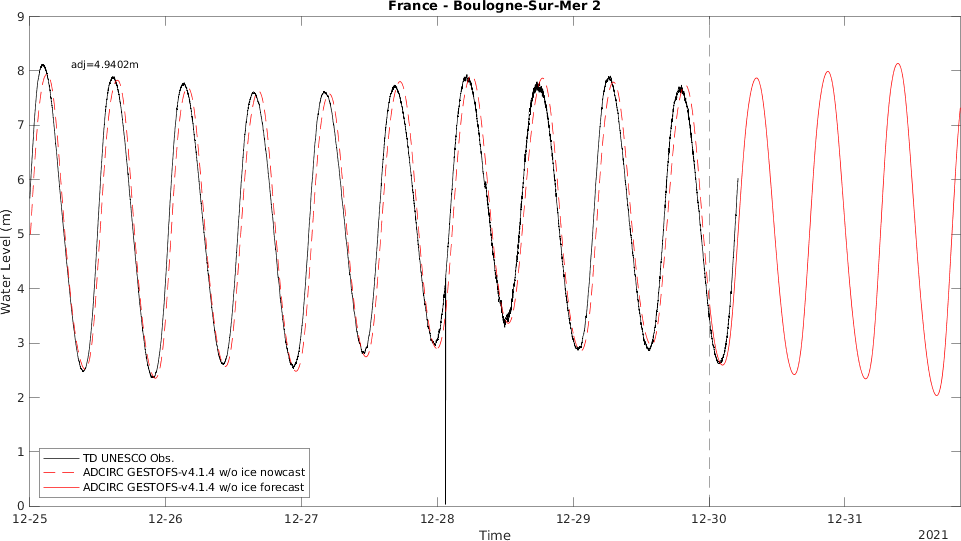 France - Boulogne-Sur-Mer 2
9
8
7
6
5
4
3
2
1
0
adj=4.9402m
Water Level (m)
TD UNESCO Obs.
ADCIRC GESTOFS-v4.1.4 w/o ice nowcast
ADCIRC GESTOFS-v4.1.4 w/o ice forecast
12-25 12-26 12-27 12-28 12-29 12-30 12-31
Time
2021